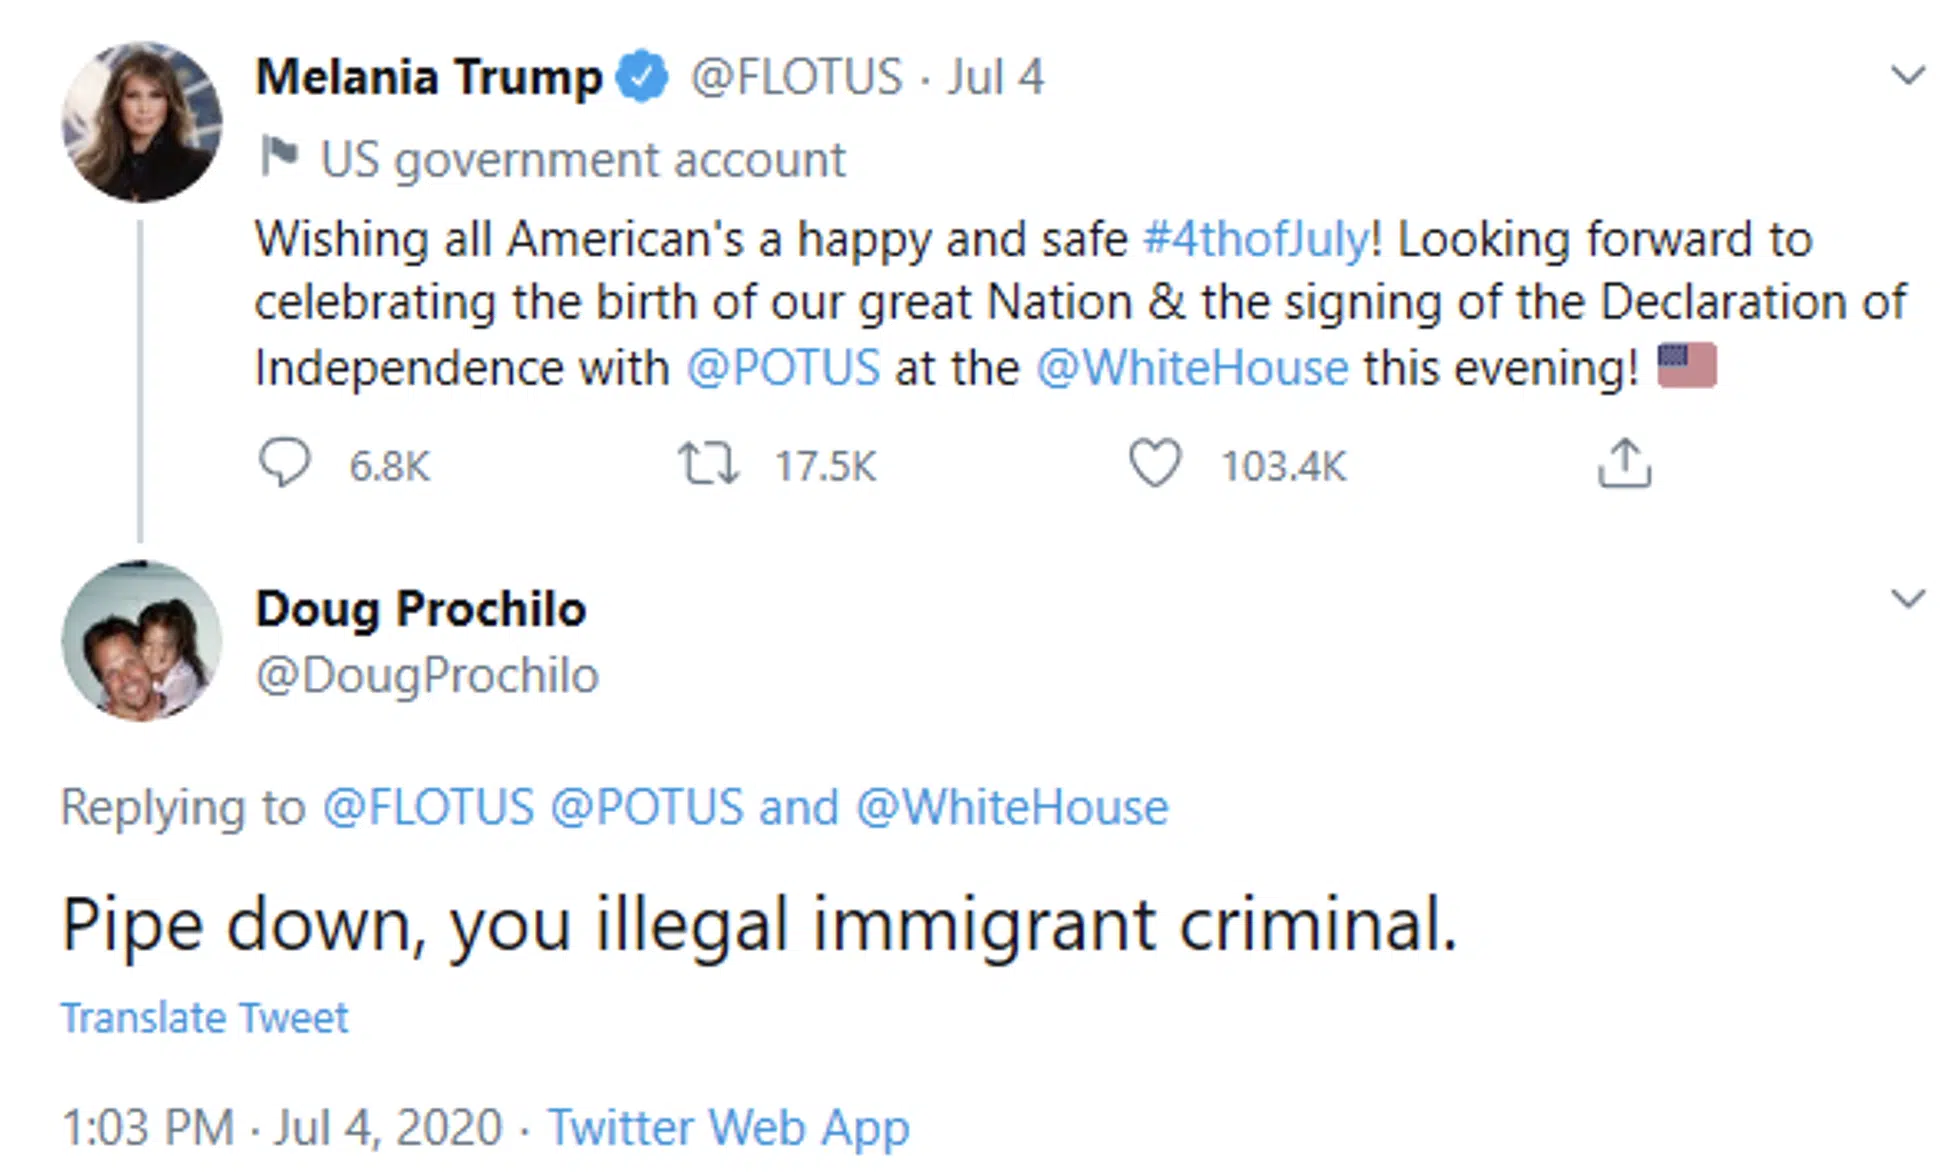 Melania Trump @FLOTUS · Jul 4
US government account
Wishing all American's a happy and safe #4thofJuly! Looking forward to
celebrating the birth of our great Nation & the signing of the Declaration of
Independence with @POTUS at the @WhiteHouse this evening!
6.8K 17.5K 103.4K
Doug Prochilo
@DougProchilo
Replying to @FLOTUS @POTUS and @WhiteHouse
Pipe down, you illegal immigrant criminal.
Translate Tweet
1:03 PM · Jul 4, 2020 · Twitter Web App